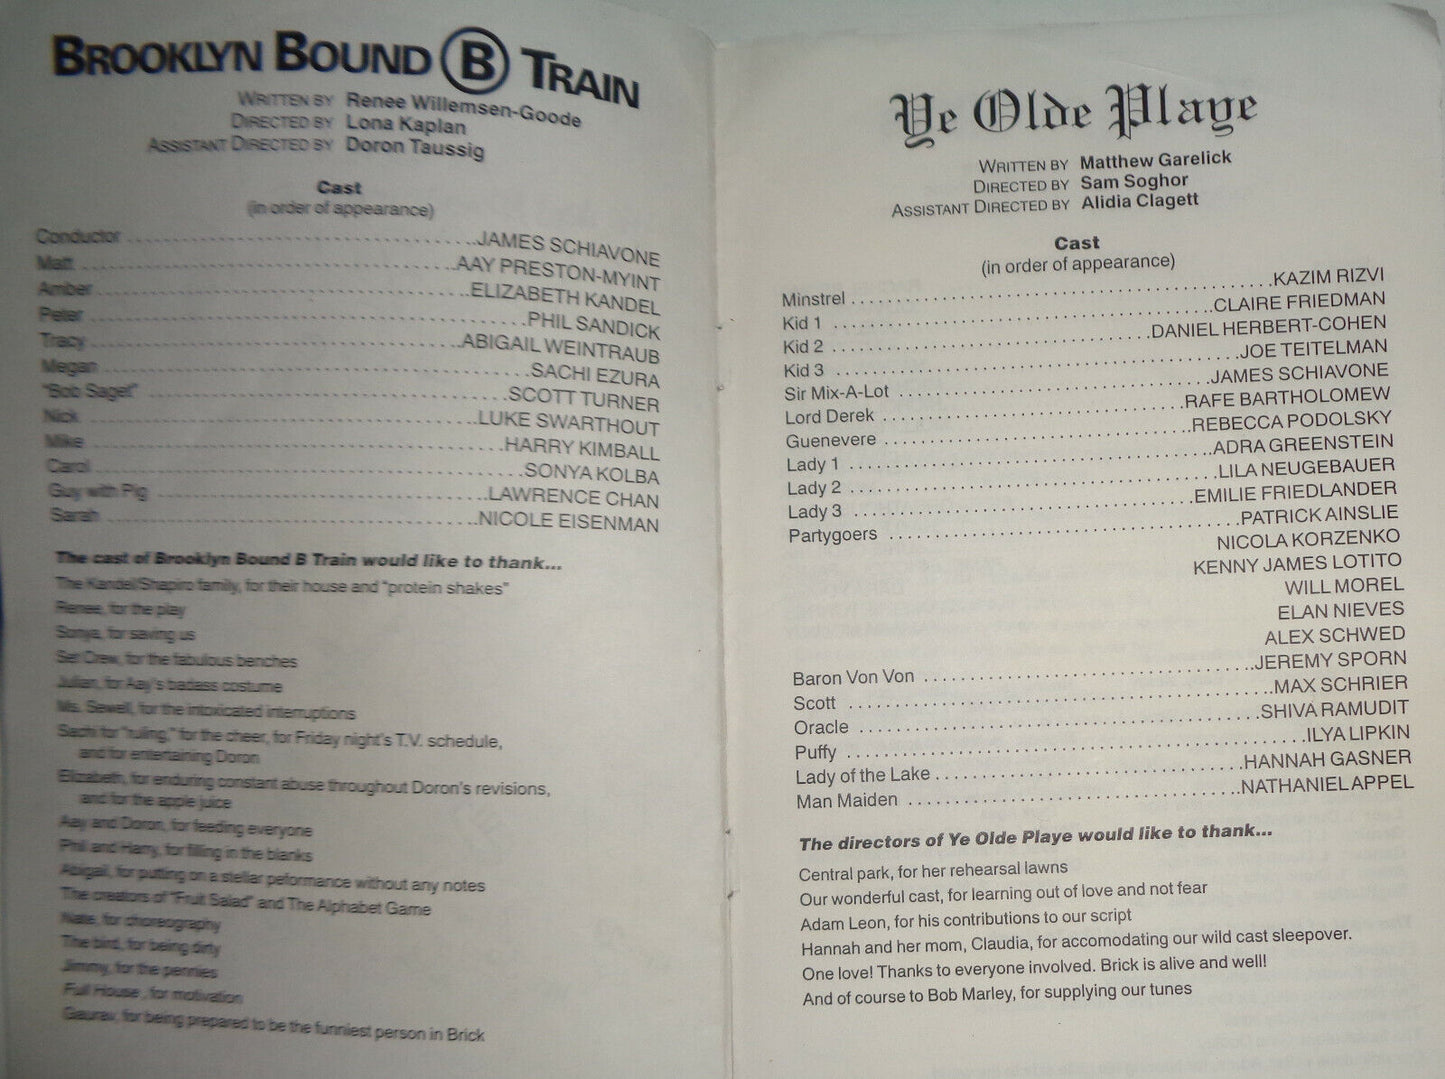 BROOKLYN BOUND B TRAIN
WRITTEN BY Renee Willemsen-Goode
DIRECTED BY Lona Kaplan
ASSISTANT DIRECTED BY Doron Taussig
Cast
(in order of appearance)
Conductor ........................................JAMES SCHIAVONE
Matt ........................................AAY PRESTON-MYINT
Amber ........................................ELIZABETH KANDEL
Peter ........................................PHIL SANDICK
Tracy ........................................ABIGAIL WEINTRAUB
Megan ........................................SACHI EZURA
"Bob Saget" ........................................SCOTT TURNER
Nick ........................................LUKE SWARTHOUT
Mike ........................................HARRY KIMBALL
Carol ........................................SONYA KOLBA
Guy with Pig ........................................LAWRENCE CHAN
Sarah ........................................NICOLE EISENMAN
The cast of Brooklyn Bound B Train would like to thank...
The Kandel/Shapiro family, for their house and "protein shakes"
Renee, for the play
Sonya, for saving us
Set Crew, for the fabulous benches
Julian, for Aay's badass costume
Ms. Sewell, for the intoxicated interruptions
Sachi for "ruling," for the cheer, for Friday night's T.V. schedule,
and for entertaining Doron
Elizabeth, for enduring constant abuse throughout Doron's revisions,
and for the apple juice
Aay and Doron, for feeding everyone
Phil and Harry, for filling in the blanks
Abigail, for putting on a stellar peformance without any notes
The creators of "Fruit Salad" and The Alphabet Game
Nate, for choreography
The bird, for being dirty
Jimmy, for the pennies
Full House, for motivation
Gaurav, for being prepared to be the funniest person in Brick
Ye Olde Playe
WRITTEN BY Matthew Garelick
DIRECTED BY Sam Soghor
ASSISTANT DIRECTED BY Alidia Clagett
Cast
(in order of appearance)
Minstrel ........................................KAZIM RIZVI
Kid 1 ........................................CLAIRE FRIEDMAN
Kid 2 ........................................DANIEL HERBERT-COHEN
Kid 3 ........................................JOE TEITELMAN
Sir Mix-A-Lot ........................................JAMES SCHIAVONE
Lord Derek ........................................RAFE BARTHOLOMEW
Guenevere ........................................REBECCA PODOLSKY
Lady 1 ........................................ADRA GREENSTEIN
Lady 2 ........................................LILA NEUGEBAUER
Lady 3 ........................................EMILIE FRIEDLANDER
Partygoers ........................................PATRICK AINSLIE
NICOLA KORZENKO
KENNY JAMES LOTITO
WILL MOREL
ELAN NIEVES
ALEX SCHWED
Baron Von Von ........................................JEREMY SPORN
Scott ........................................MAX SCHRIER
Oracle ........................................SHIVA RAMUDIT
Puffy ........................................ILYA LIPKIN
Lady of the Lake ........................................HANNAH GASNER
Man Maiden ........................................NATHANIEL APPEL
The directors of Ye Olde Playe would like to thank...
Central park, for her rehearsal lawns
Our wonderful cast, for learning out of love and not fear
Adam Leon, for his contributions to our script
Hannah and her mom, Claudia, for accomodating our wild cast sleepover.
One love! Thanks to everyone involved. Brick is alive and well!
And of course to Bob Marley, for supplying our tunes